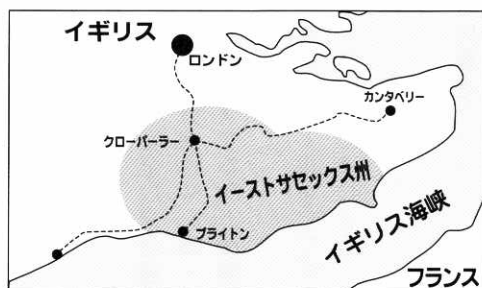 イギリス
ロンドン
カンタベリー
クローバーラー
イーストサセックス州
ブライトン
イギリス海峡
フランス